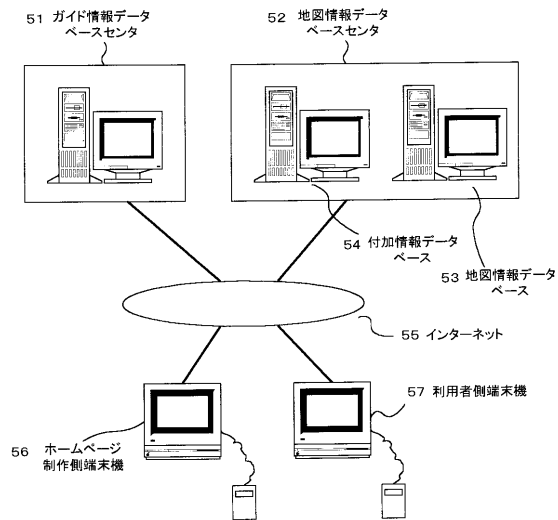 51 ガイド情報データ
ベースセンタ
52 地図情報データ
ベースセンタ
54 付加情報データ
ベース
53 地図情報データ
ベース
55 インターネット
57 利用者側端末機
56 ホームページ
制作側端末機